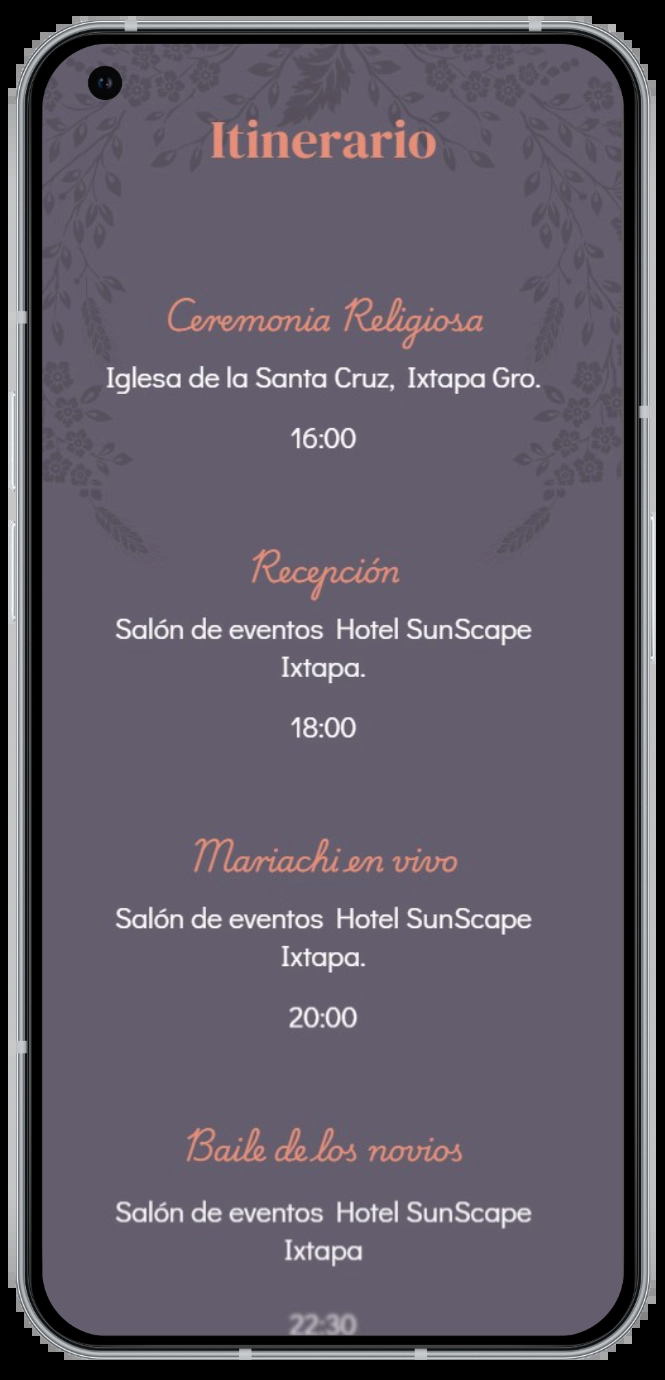 Itinerario
Ceremonia Religiosa
Iglesa de la Santa Cruz, Ixtapa Gro.
16:00
Recepción
Salón de eventos Hotel SunScape
Ixtapa.
18:00
Mariachi en vivo
Salón de eventos Hotel SunScape
Ixtapa.
20:00
Baile de los novios
Salón de eventos Hotel SunScape
Ixtapa
22:30